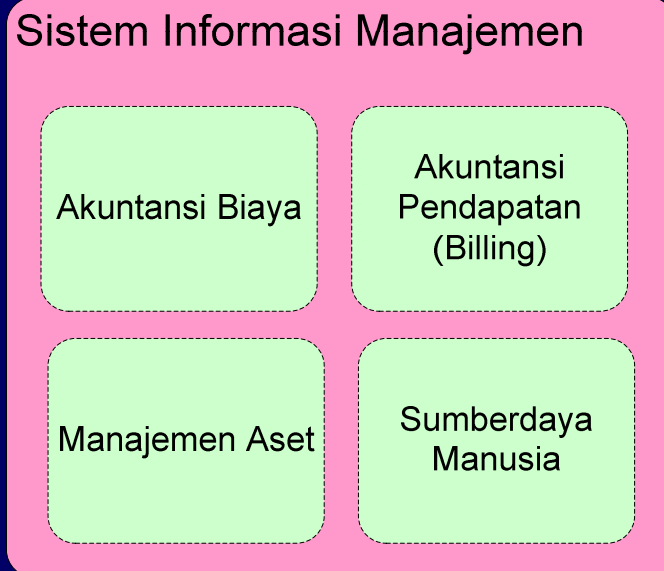 Sistem Informasi Manajemen
Akuntansi Biaya
Akuntansi
Pendapatan
(Billing)
Manajemen Aset
Sumberdaya
Manusia